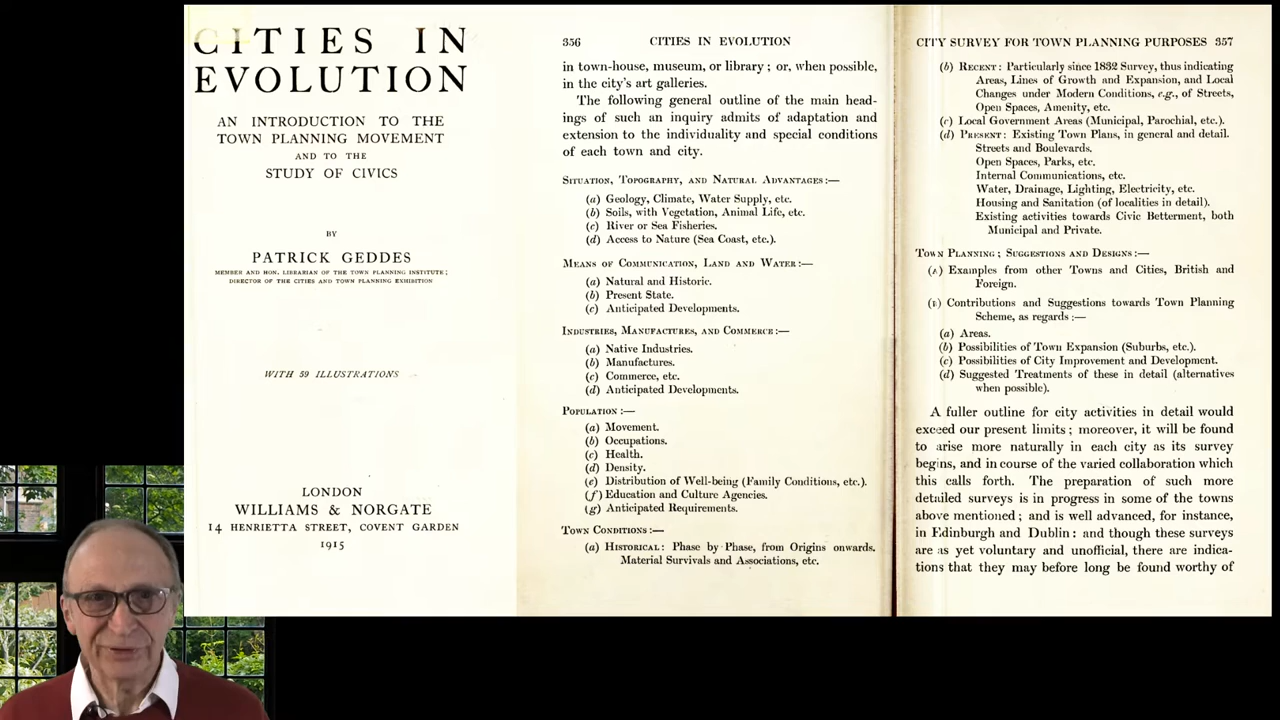 CITIES IN
EVOLUTION
AN INTRODUCTION TO THE
TOWN PLANNING MOVEMENT
AND TO THE
STUDY OF CIVICS
BY
PATRICK GEDDES
MEMBER AND HON. LIBRARIAN OF THE TOWN PLANNING INSTITUTE;
DIRECTOR OF THE CITIES AND TOWN PLANNING EXHIBITION
WITH 59 ILLUSTRATIONS
LONDON
WILLIAMS & NORGATE
14 HENRIETTA STREET, COVENT GARDEN
1915
356 CITIES IN EVOLUTION
in town-house, museum, or library; or, when possible,
in the city's art galleries.
The following general outline of the main head-
ings of such an inquiry admits of adaptation and
extension to the individuality and special conditions
of each town and city.
SITUATION, TOPOGRAPHY, AND NATURAL ADVANTAGES:—
(a) Geology, Climate, Water Supply, etc.
(b) Soils, with Vegetation, Animal Life, etc.
(c) River or Sea Fisheries.
(d) Access to Nature (Sea Coast, etc.).
MEANS OF COMMUNICATION, LAND AND WATER:—
(a) Natural and Historic.
(b) Present State.
(c) Anticipated Developments.
INDUSTRIES, MANUFACTURES, AND COMMERCE:—
(a) Native Industries.
(b) Manufactures.
(c) Commerce, etc.
(d) Anticipated Developments.
POPULATION:—
(a) Movement.
(b) Occupations.
(c) Health.
(d) Density.
(e) Distribution of Well-being (Family Conditions, etc.).
(f) Education and Culture Agencies.
(g) Anticipated Requirements.
TOWN CONDITIONS:—
(a) HISTORICAL: Phase by Phase, from Origins onwards.
Material Survivals and Associations, etc.
CITY SURVEY FOR TOWN PLANNING PURPOSES 357
(b) RECENT: Particularly since 1832 Survey, thus indicating
Areas, Lines of Growth and Expansion, and Local
Changes under Modern Conditions, e.g., of Streets,
Open Spaces, Amenity, etc.
(c) Local Government Areas (Municipal, Parochial, etc.).
(d) PRESENT: Existing Town Plans, in general and detail.
Streets and Boulevards.
Open Spaces, Parks, etc.
Internal Communications, etc.
Water, Drainage, Lighting, Electricity, etc.
Housing and Sanitation (of localities in detail).
Existing activities towards Civic Betterment, both
Municipal and Private.
TOWN PLANNING; SUGGESTIONS AND DESIGNS:—
(A) Examples from other Towns and Cities, British and
Foreign.
(B) Contributions and Suggestions towards Town Planning
Scheme, as regards:—
(a) Areas.
(b) Possibilities of Town Expansion (Suburbs, etc.).
(c) Possibilities of City Improvement and Development.
(d) Suggested Treatments of these in detail (alternatives
when possible).
A fuller outline for city activities in detail would
exceed our present limits; moreover, it will be found
to arise more naturally in each city as its survey
begins, and in course of the varied collaboration which
this calls forth. The preparation of such more
detailed surveys is in progress in some of the towns
above mentioned; and is well advanced, for instance,
in Edinburgh and Dublin: and though these surveys
are as yet voluntary and unofficial, there are indica-
tions that they may before long be found worthy of